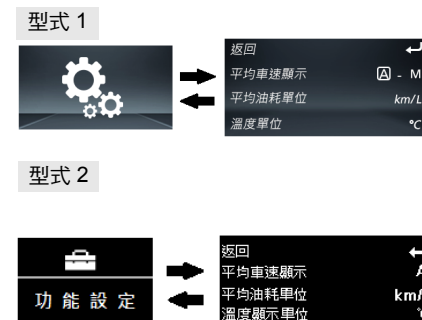 型式 1
返回
平均車速顯示 A - M
平均油耗單位 km/L
溫度單位 °C
型式 2
功能設定
返回
平均車速顯示 A
平均油耗單位 km/
溫度顯示單位 °